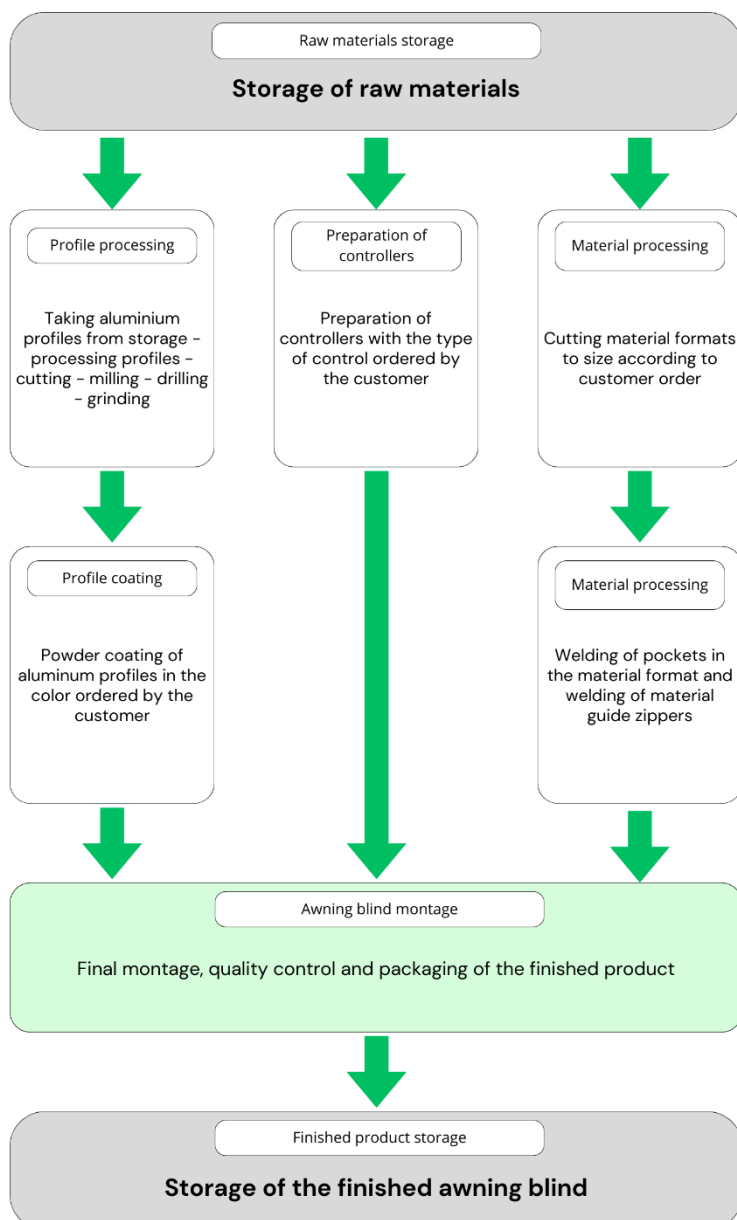 Raw materials storage
Storage of raw materials
Profile processing
Taking aluminium
profiles from storage -
processing profiles -
cutting - milling - drilling
- grinding
Preparation of
controllers
Preparation of
controllers with the type
of control ordered by
the customer
Material processing
Cutting material formats
to size according to
customer order
Profile coating
Powder coating of
aluminum profiles in the
color ordered by the
customer
Material processing
Welding of pockets in
the material format and
welding of material
guide zippers
Awning blind montage
Final montage, quality control and packaging of the finished product
Finished product storage
Storage of the finished awning blind